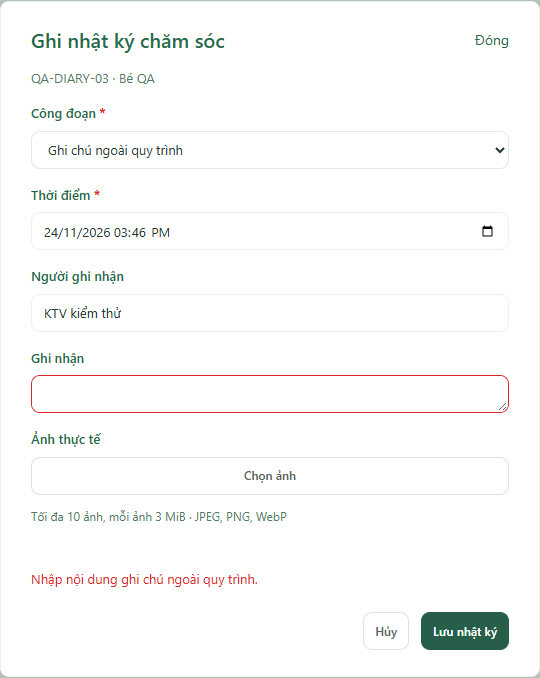 Ghi nhật ký chăm sóc
Đóng
QA-DIARY-03 · Bé QA
Công đoạn *
Ghi chú ngoài quy trình
Thời điểm *
24/11/2026 03:46 PM
Người ghi nhận
KTV kiểm thử
Ghi nhận
Ảnh thực tế
Chọn ảnh
Tối đa 10 ảnh, mỗi ảnh 3 MiB · JPEG, PNG, WebP
Nhập nội dung ghi chú ngoài quy trình.
Hủy
Lưu nhật ký